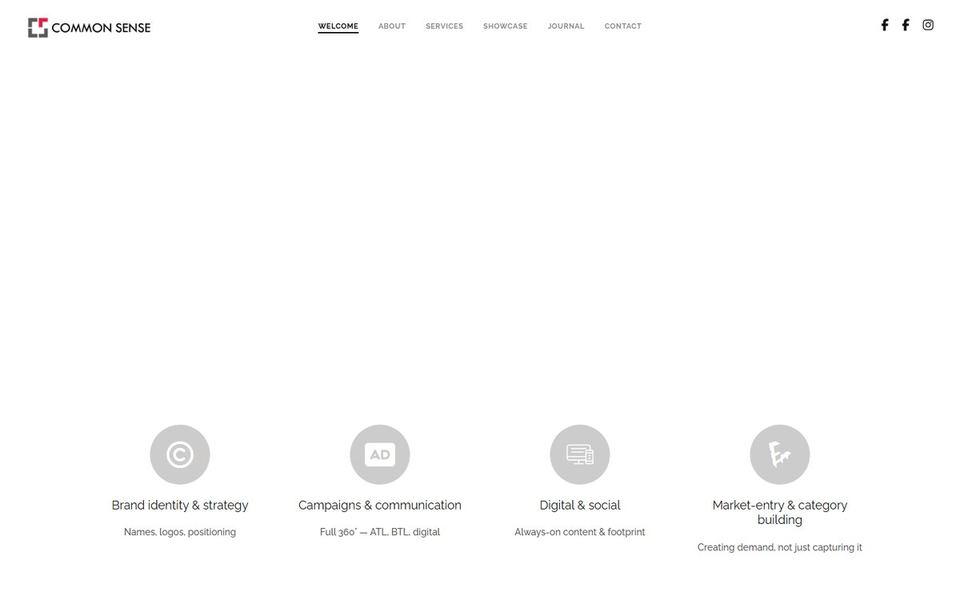 COMMON SENSE
WELCOME ABOUT SERVICES SHOWCASE JOURNAL CONTACT
AD
Brand identity & strategy
Names, logos, positioning
Campaigns & communication
Full 360° — ATL, BTL, digital
Digital & social
Always-on content & footprint
Market-entry & category
building
Creating demand, not just capturing it